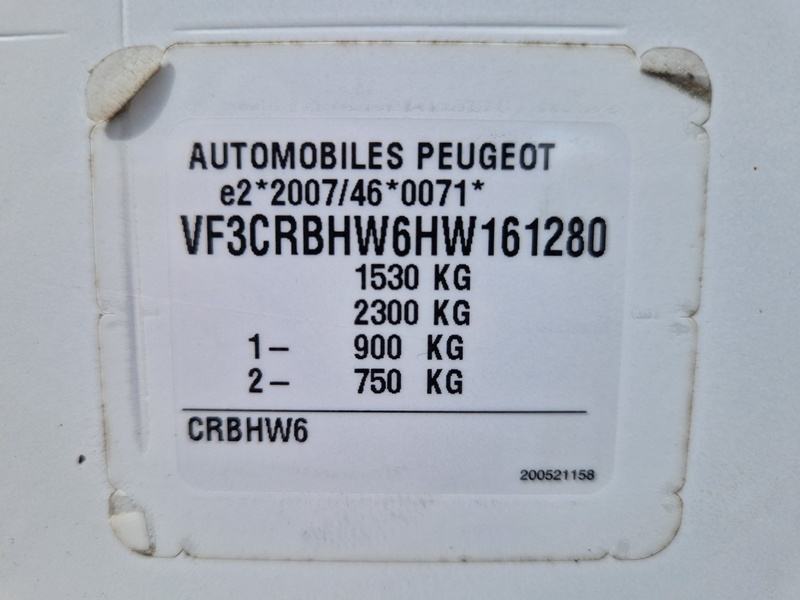 AUTOMOBILES PEUGEOT
e2*2007/46*0071*
VF3CRBHW6HW161280
1530 KG
2300 KG
1– 900 KG
2– 750 KG
CRBHW6
200521158